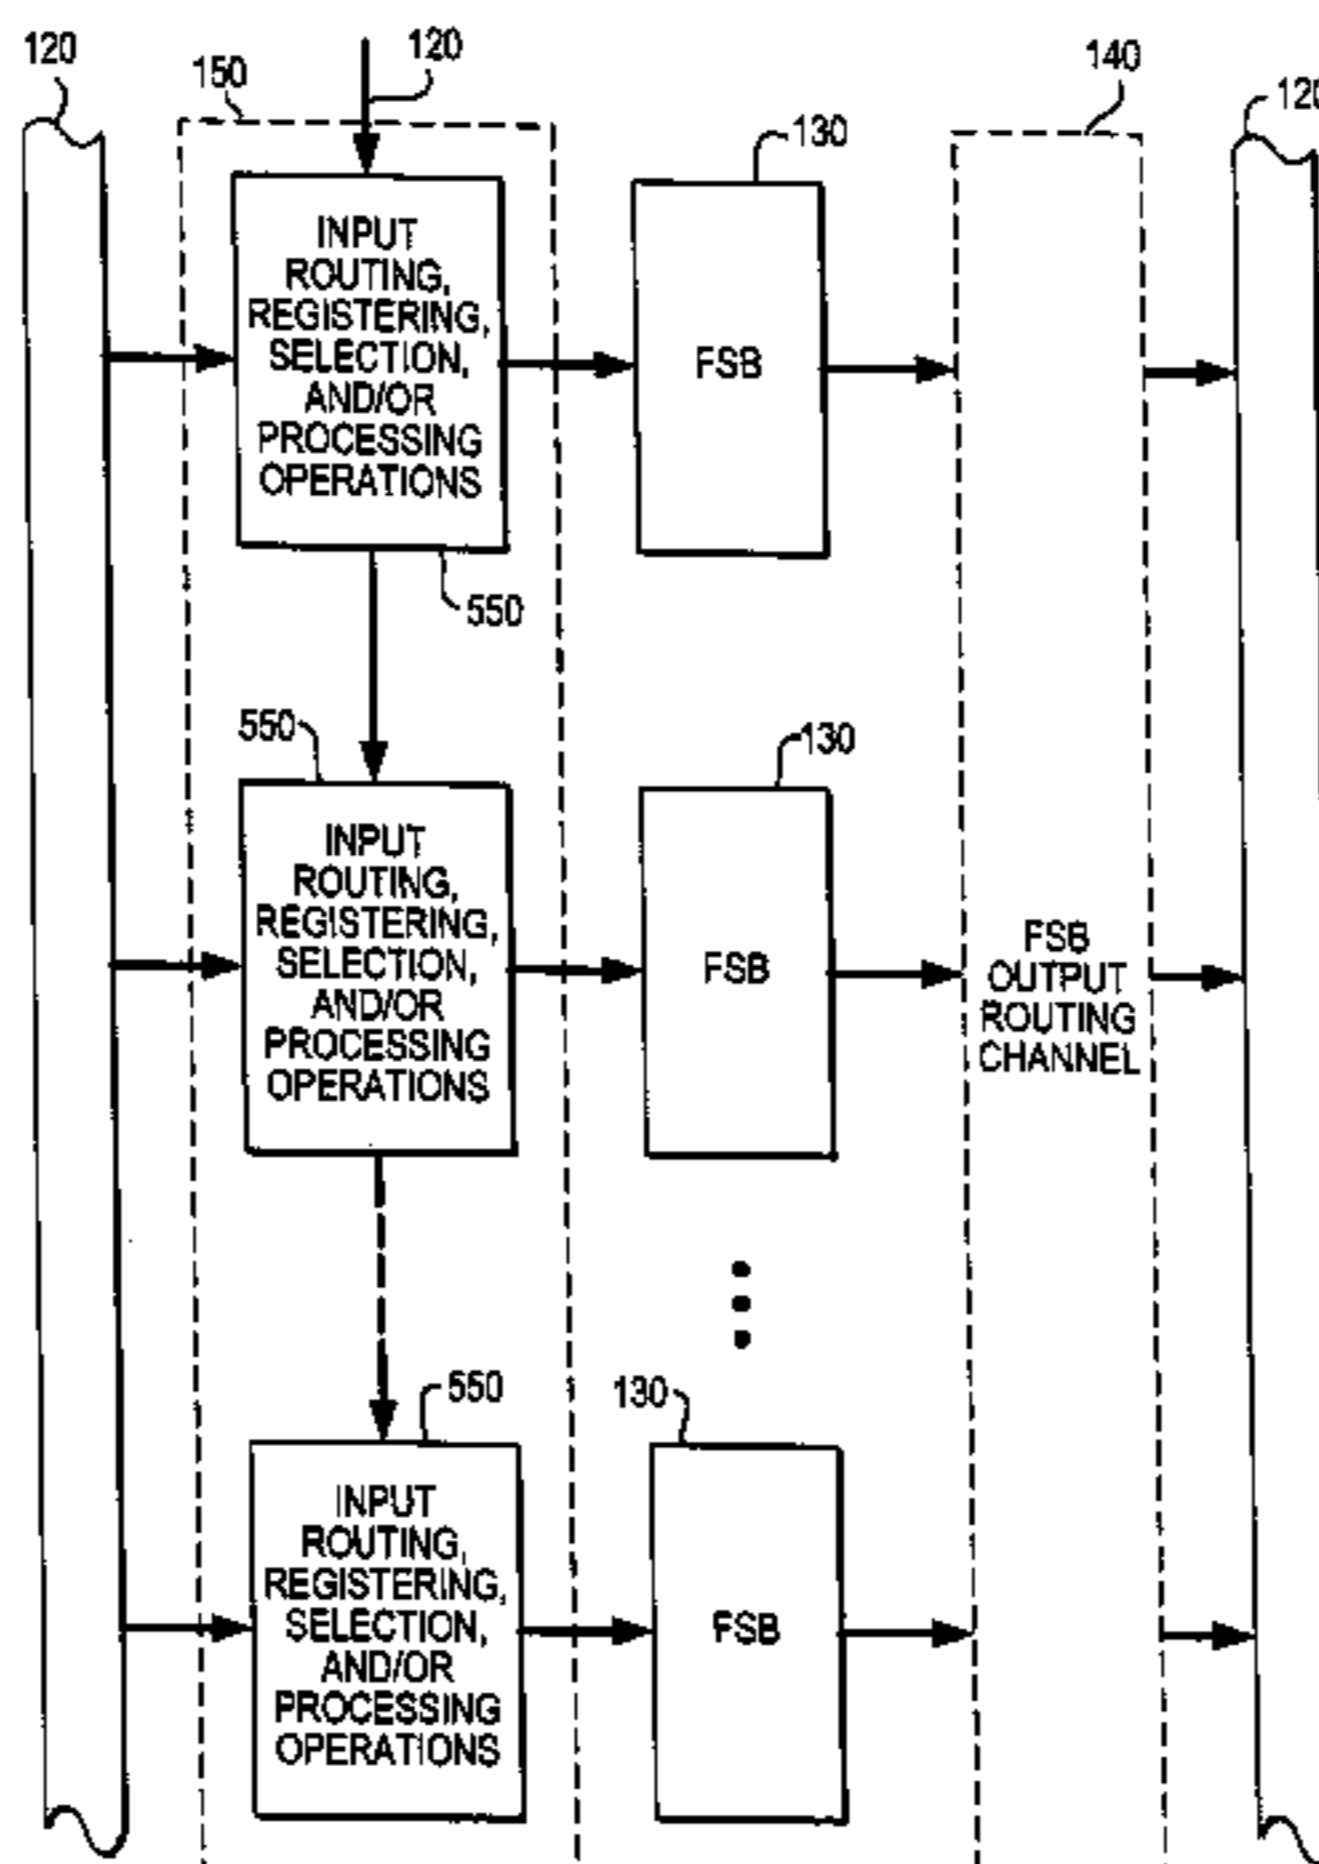 120
150
120
130
140
120
INPUT
ROUTING,
REGISTERING,
SELECTION,
AND/OR
PROCESSING
OPERATIONS
FSB
550
550
130
INPUT
ROUTING,
REGISTERING,
SELECTION,
AND/OR
PROCESSING
OPERATIONS
FSB
FSB
OUTPUT
ROUTING
CHANNEL
550
130
INPUT
ROUTING,
REGISTERING,
SELECTION,
AND/OR
PROCESSING
OPERATIONS
FSB